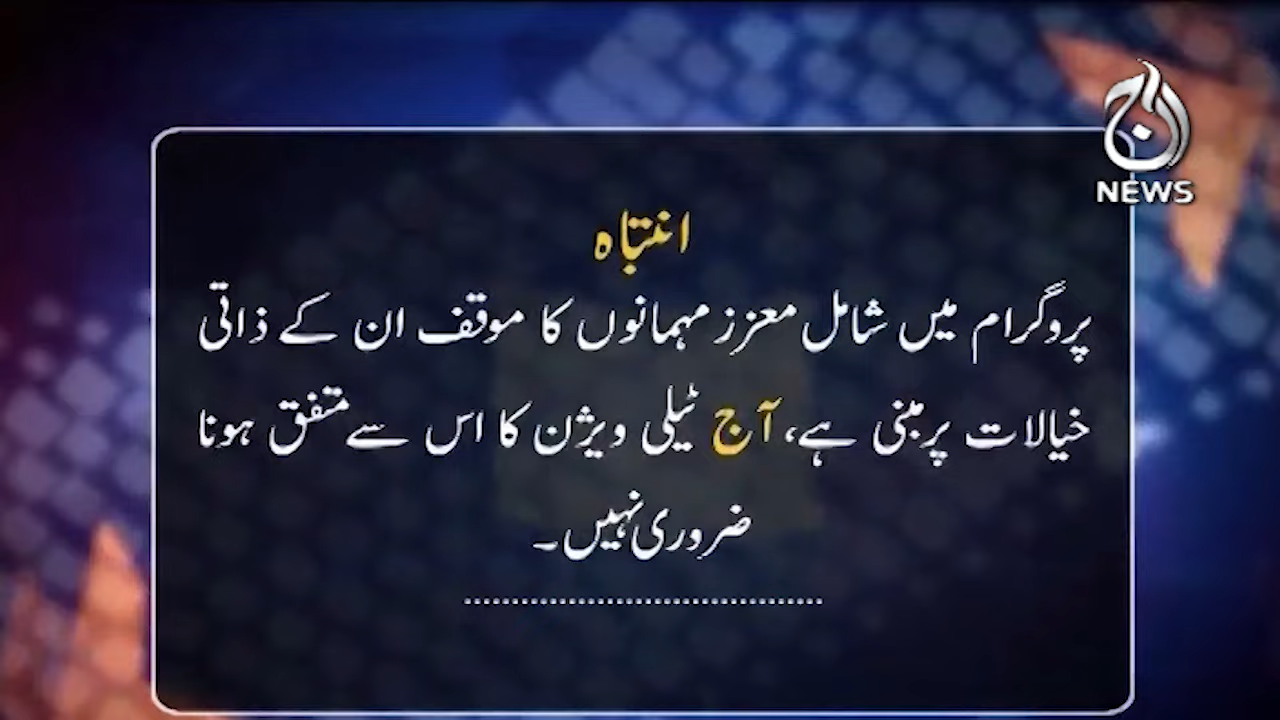 آج
NEWS
انتباہ
پروگرام میں شامل معزز مہمانوں کا موقف ان کے ذاتی
خیالات پر مبنی ہے، آج ٹیلی ویژن کا اس سے متفق ہونا
ضروری نہیں۔